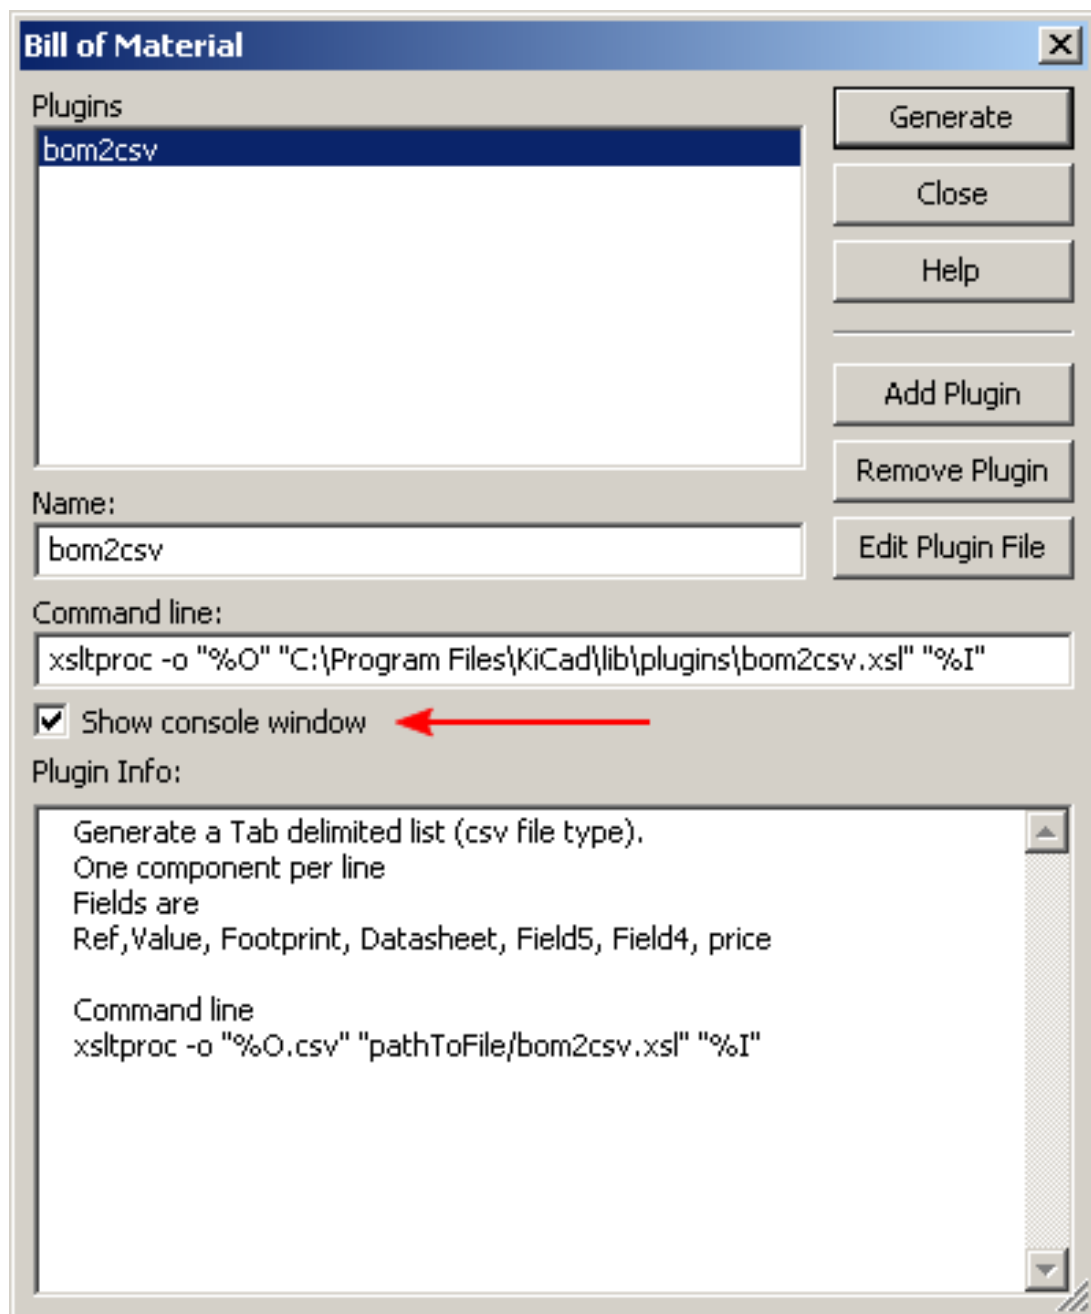 Bill of Material
Plugins
bom2csv
Generate
Close
Help
Add Plugin
Remove Plugin
Edit Plugin File
Name:
bom2csv
Command line:
xsltproc -o "%O" "C:\Program Files\KiCad\lib\plugins\bom2csv.xsl" "%I"
Show console window
Plugin Info:
Generate a Tab delimited list (csv file type).
One component per line
Fields are
Ref,Value, Footprint, Datasheet, Field5, Field4, price
Command line
xsltproc -o "%O.csv" "pathToFile/bom2csv.xsl" "%I"